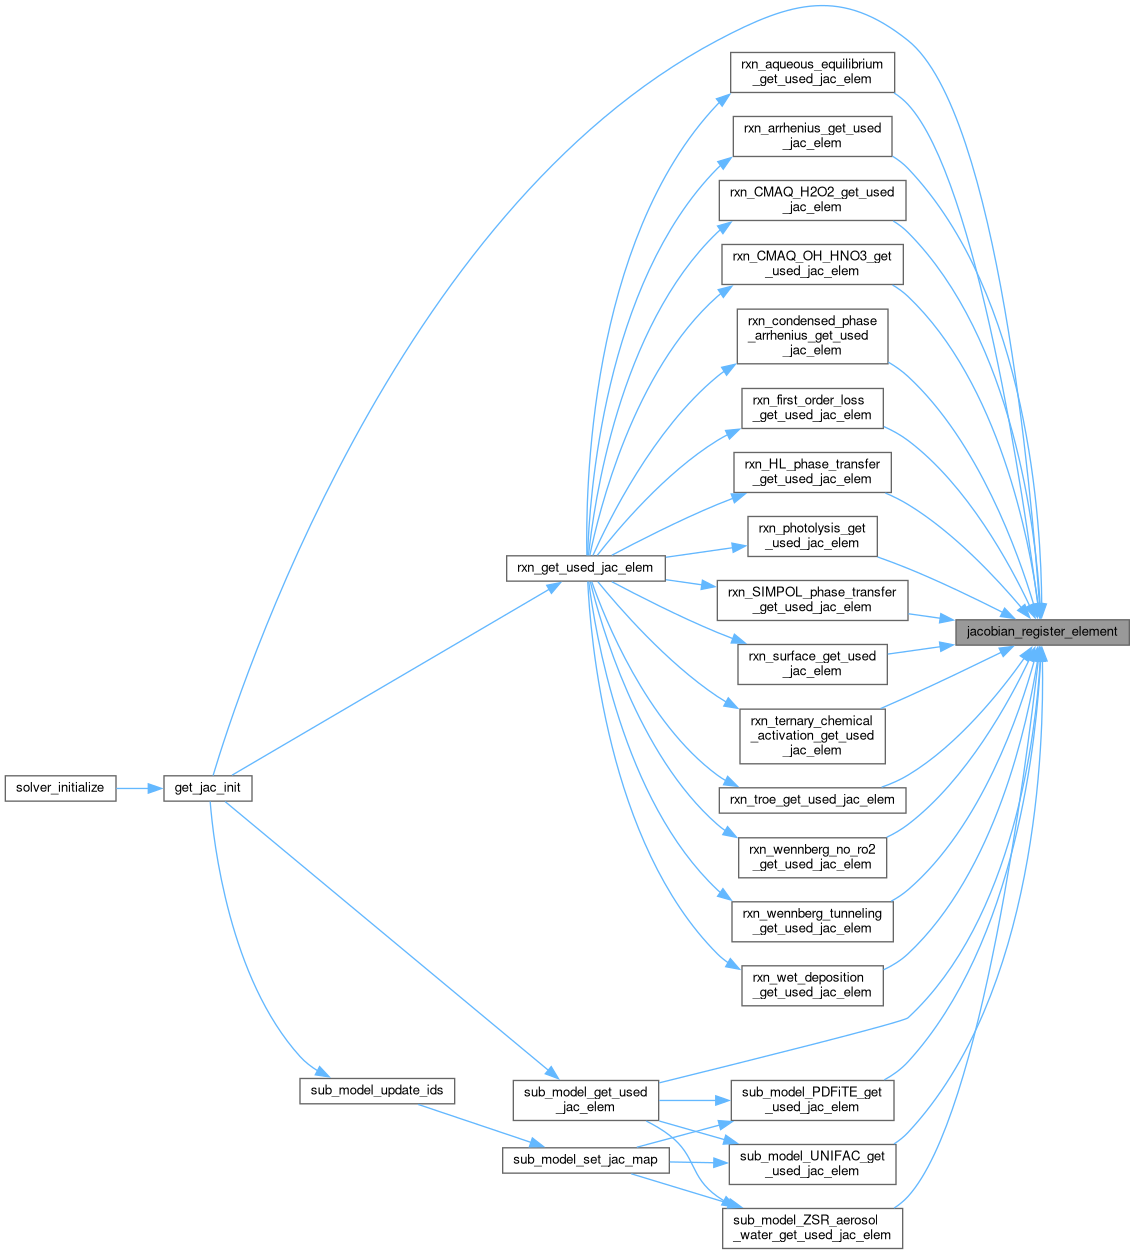 rxn_aqueous_equilibrium
_get_used_jac_elem
rxn_arrhenius_get_used
_jac_elem
rxn_CMAQ_H2O2_get_used
_jac_elem
rxn_CMAQ_OH_HNO3_get
_used_jac_elem
rxn_condensed_phase
_arrhenius_get_used
_jac_elem
rxn_first_order_loss
_get_used_jac_elem
rxn_HL_phase_transfer
_get_used_jac_elem
rxn_photolysis_get
_used_jac_elem
rxn_get_used_jac_elem
rxn_SIMPOL_phase_transfer
_get_used_jac_elem
jacobian_register_element
rxn_surface_get_used
_jac_elem
rxn_ternary_chemical
_activation_get_used
_jac_elem
solver_initialize
get_jac_init
rxn_troe_get_used_jac_elem
rxn_wennberg_no_ro2
_get_used_jac_elem
rxn_wennberg_tunneling
_get_used_jac_elem
rxn_wet_deposition
_get_used_jac_elem
sub_model_update_ids
sub_model_get_used
_jac_elem
sub_model_PDFiTE_get
_used_jac_elem
sub_model_set_jac_map
sub_model_UNIFAC_get
_used_jac_elem
sub_model_ZSR_aerosol
_water_get_used_jac_elem